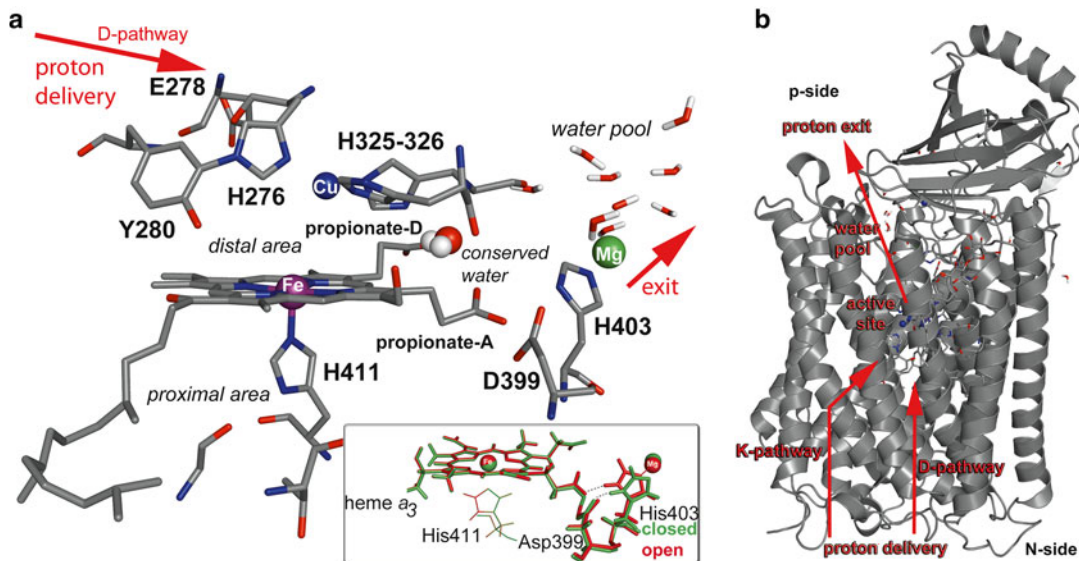 a
D-pathway
proton
delivery
E278
H325-326
water pool
Cu
H276
Y280
propionate-D
distal area
conserved
water
Mg
Fe
exit
H403
propionate-A
H411
D399
proximal area
heme a3
Fe
Mg
His403
closed
open
His411
Asp399
b
p-side
proton exit
water
pool
active
site
K-pathway
D-pathway
proton delivery
N-side